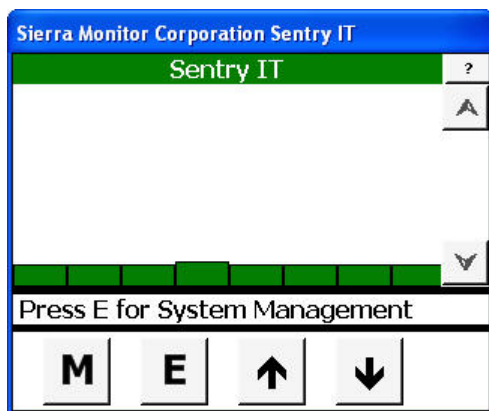 Sierra Monitor Corporation Sentry IT
Sentry IT
?
Press E for System Management
M E